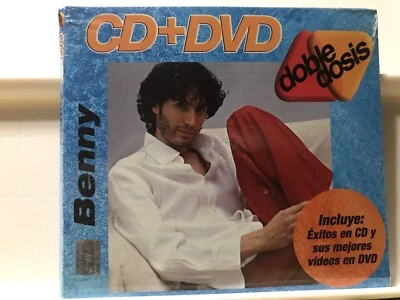 CD+DVD
doble
dosis
Benny
Incluye:
Éxitos en CD y
sus mejores
videos en DVD